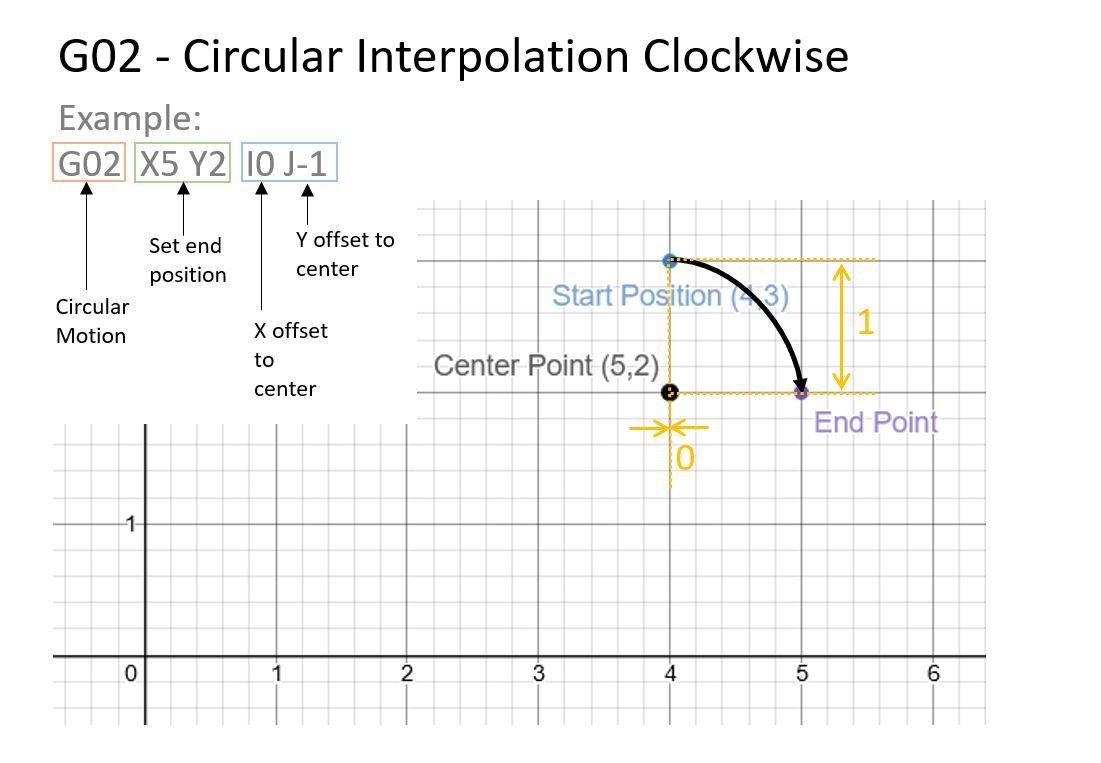 G02 - Circular Interpolation Clockwise
Example:
G02 X5 Y2 I0 J-1
Y offset to
center
Set end
position
Circular
Motion
X offset
to
center
Start Position (4,3)
1
Center Point (5,2)
End Point
0
1
0 1 2 3 4 5 6